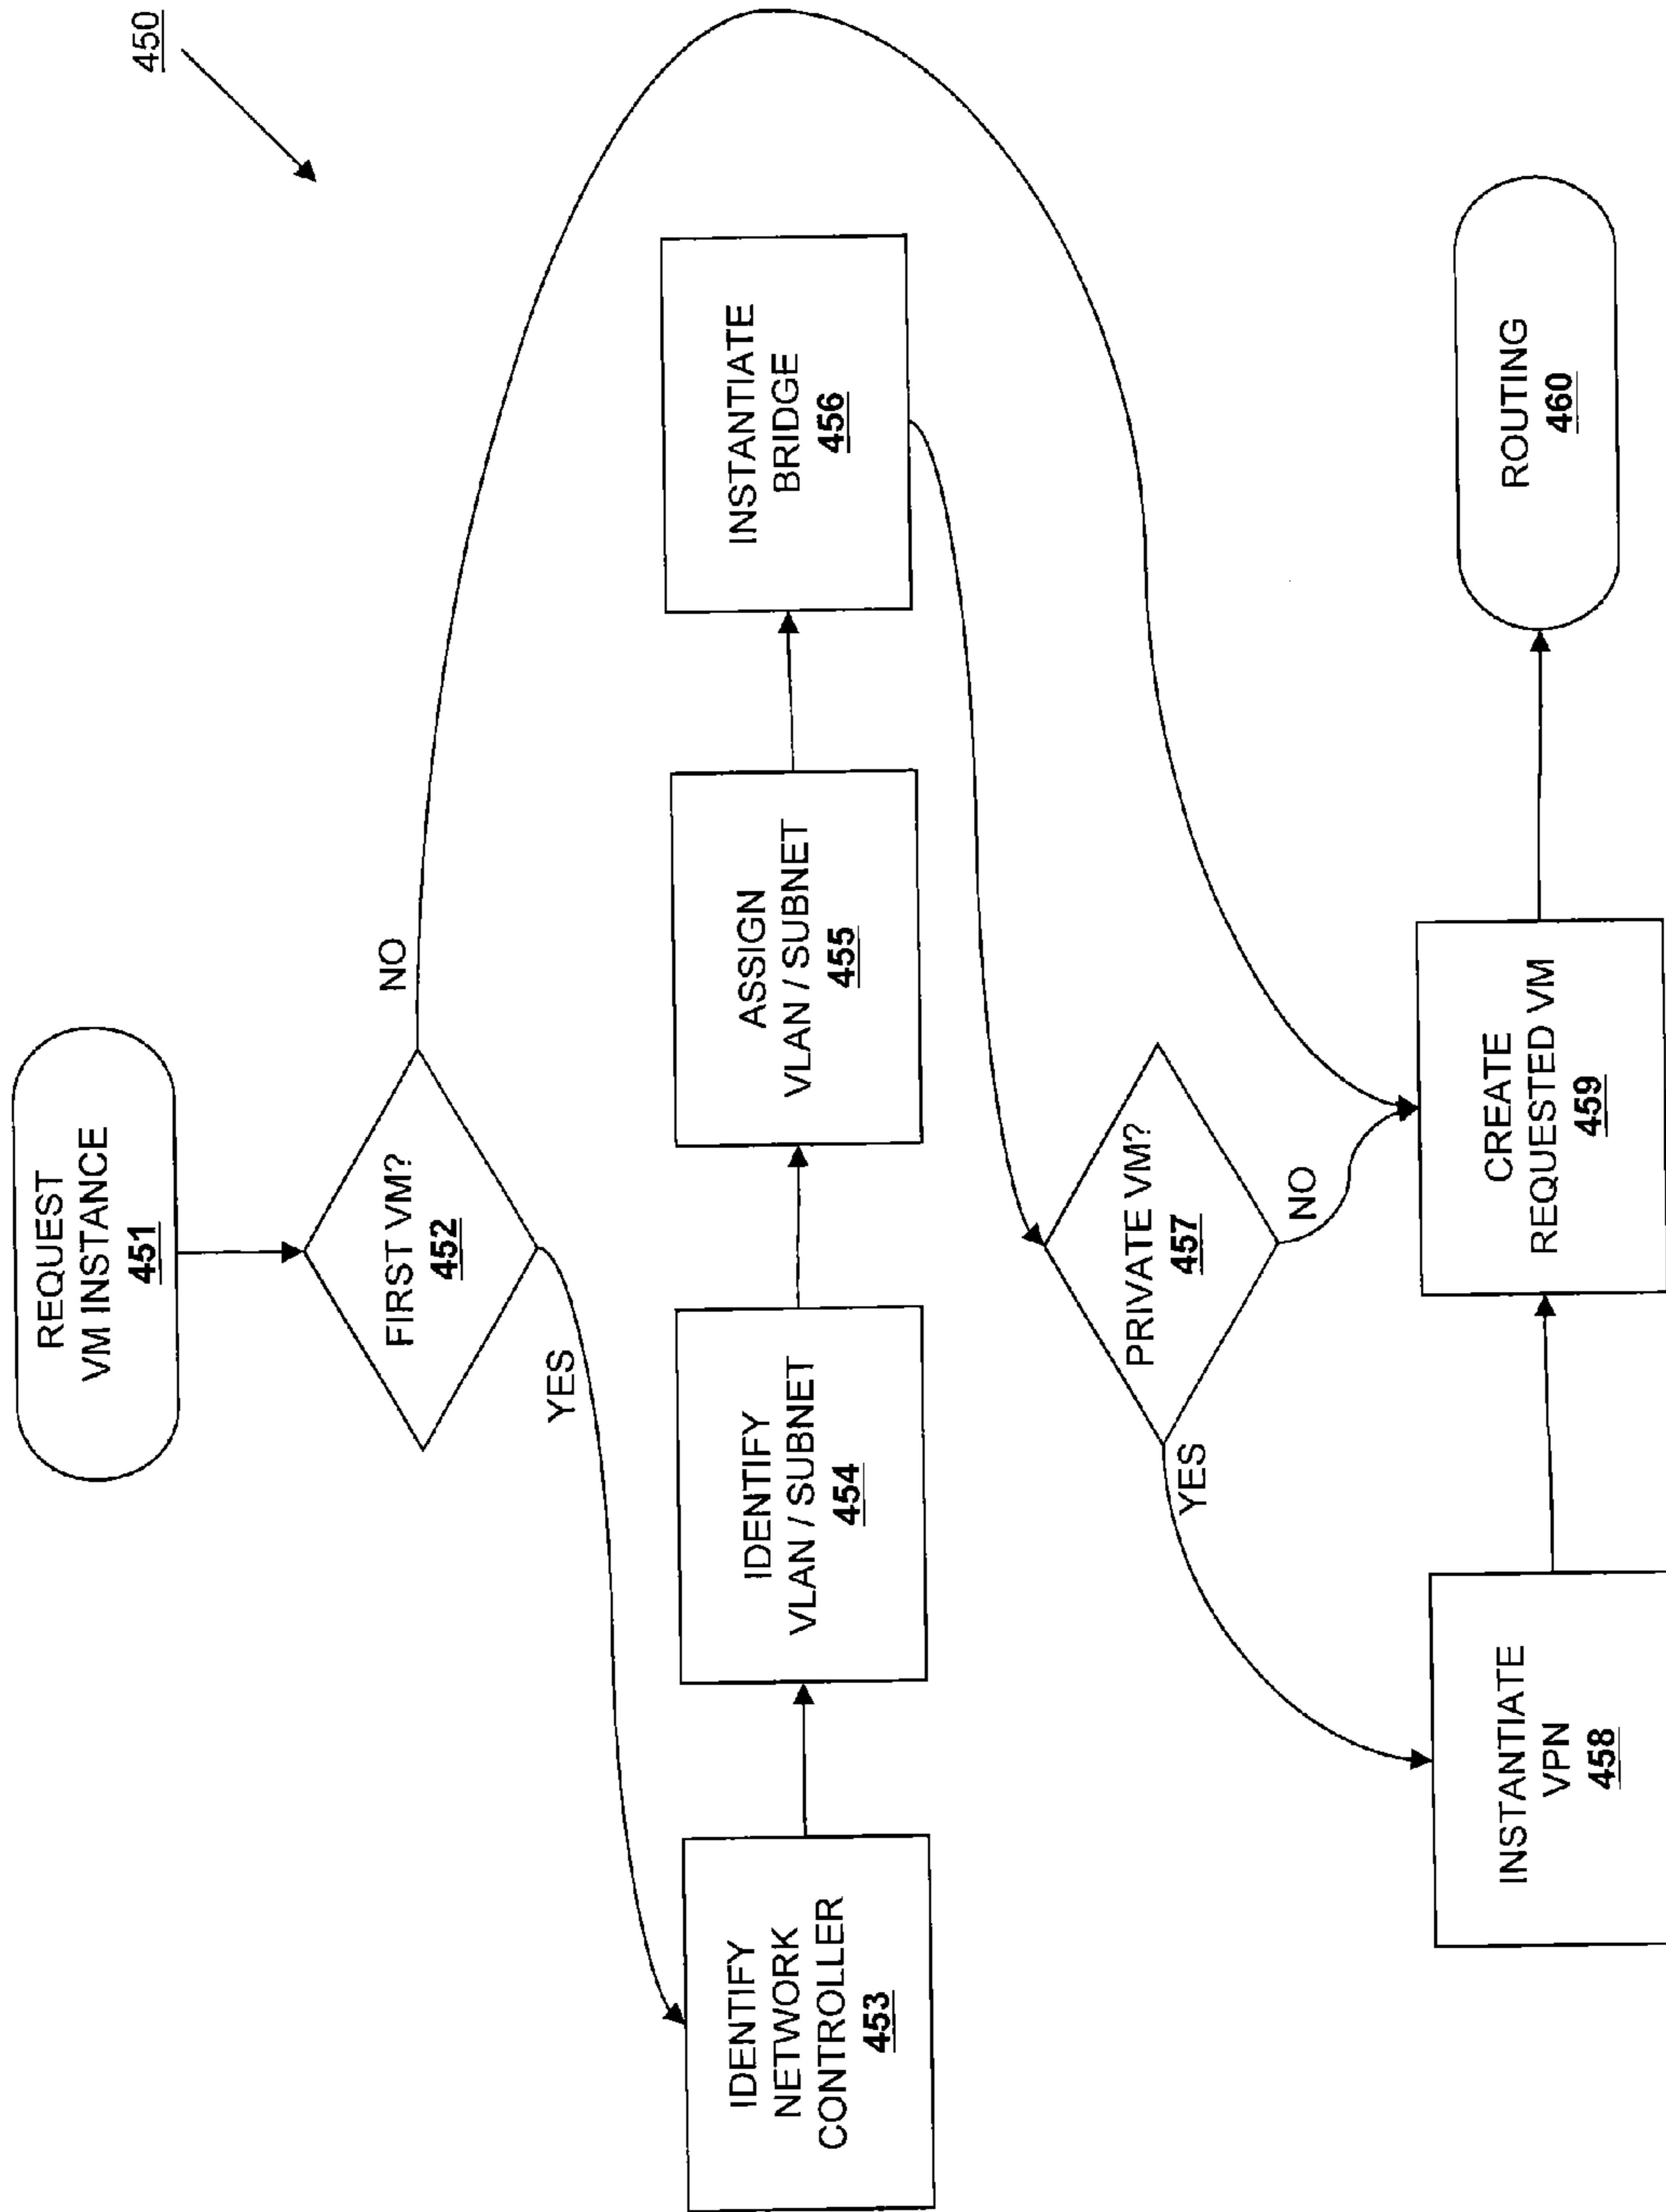 450
REQUEST
VM INSTANCE
451
FIRST VM?
452
NO
YES
IDENTIFY
NETWORK
CONTROLLER
453
IDENTIFY
VLAN / SUBNET
454
ASSIGN
VLAN / SUBNET
455
INSTANTIATE
BRIDGE
456
PRIVATE VM?
457
YES
NO
INSTANTIATE
VPN
458
CREATE
REQUESTED VM
459
ROUTING
460